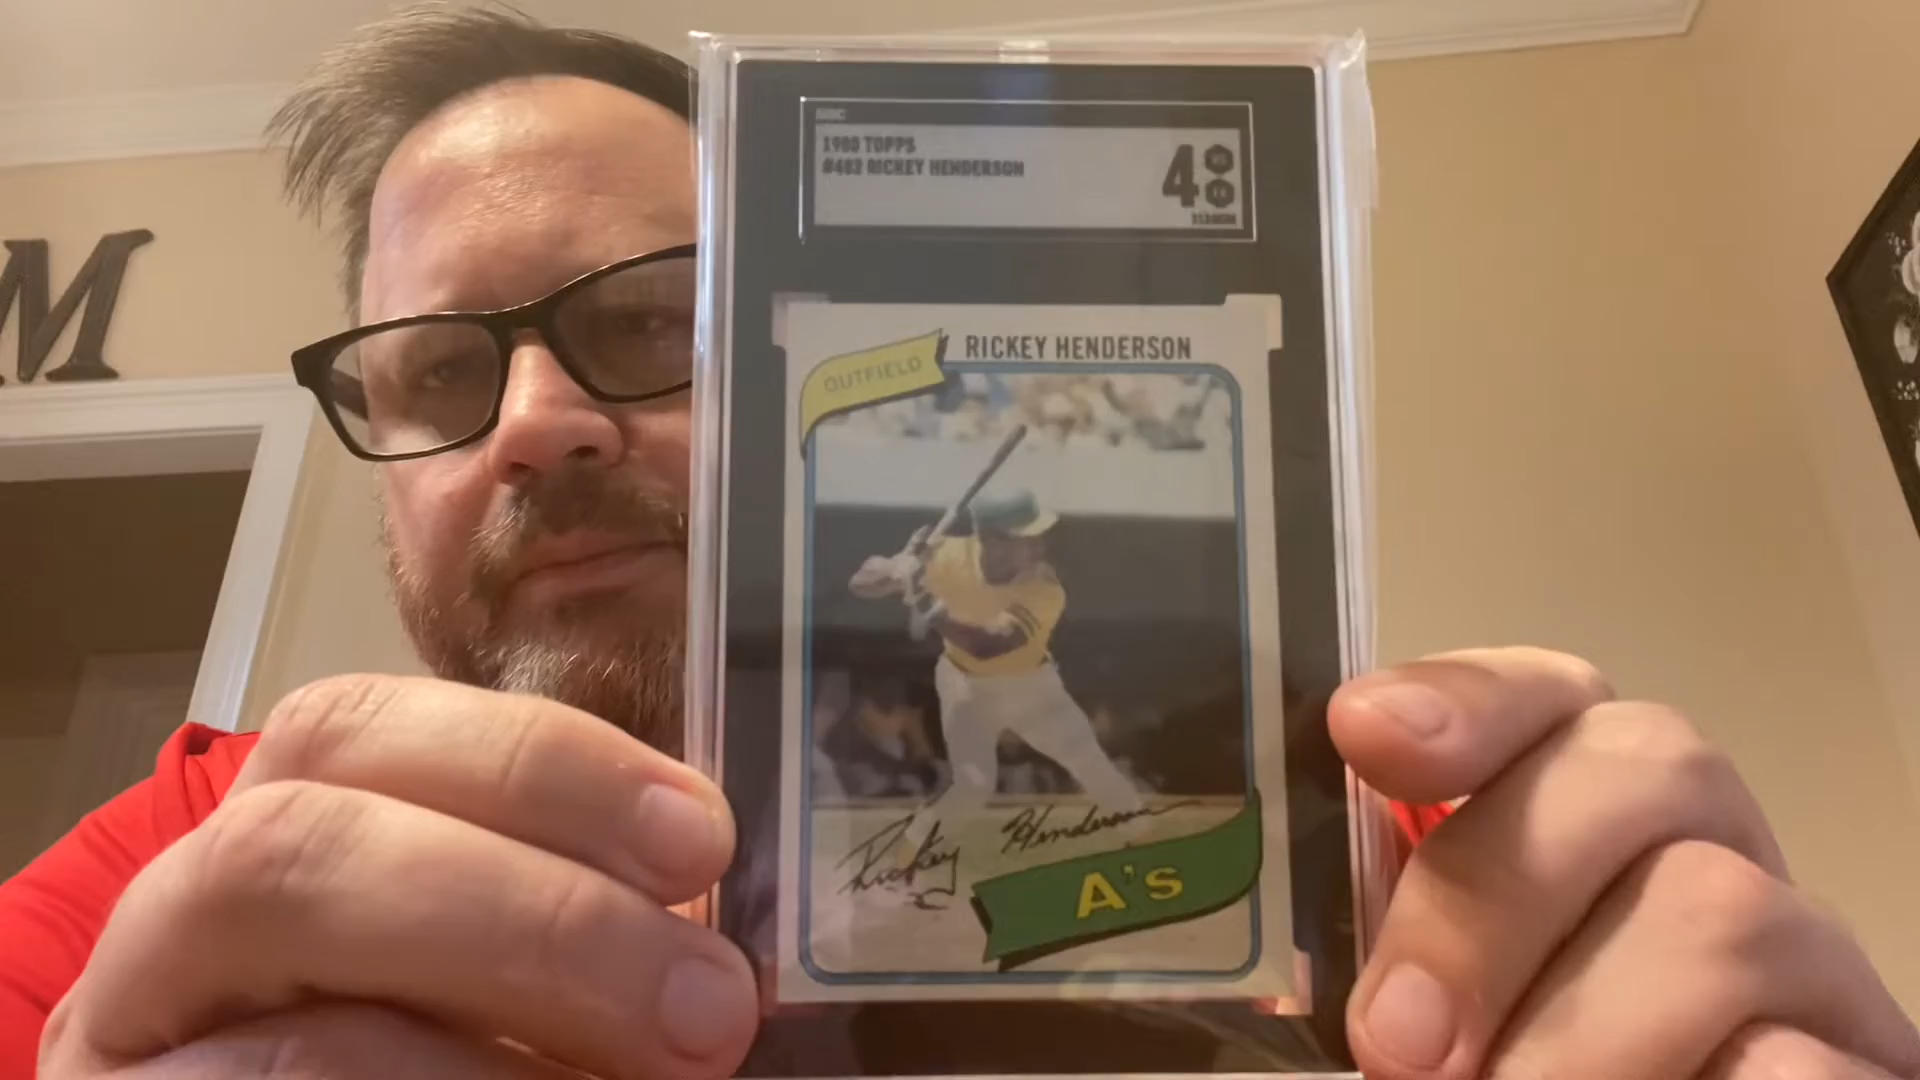 M
1980 TOPPS
#482 RICKEY HENDERSON
4
OUTFIELD
RICKEY HENDERSON
Rickey Henderson
A's